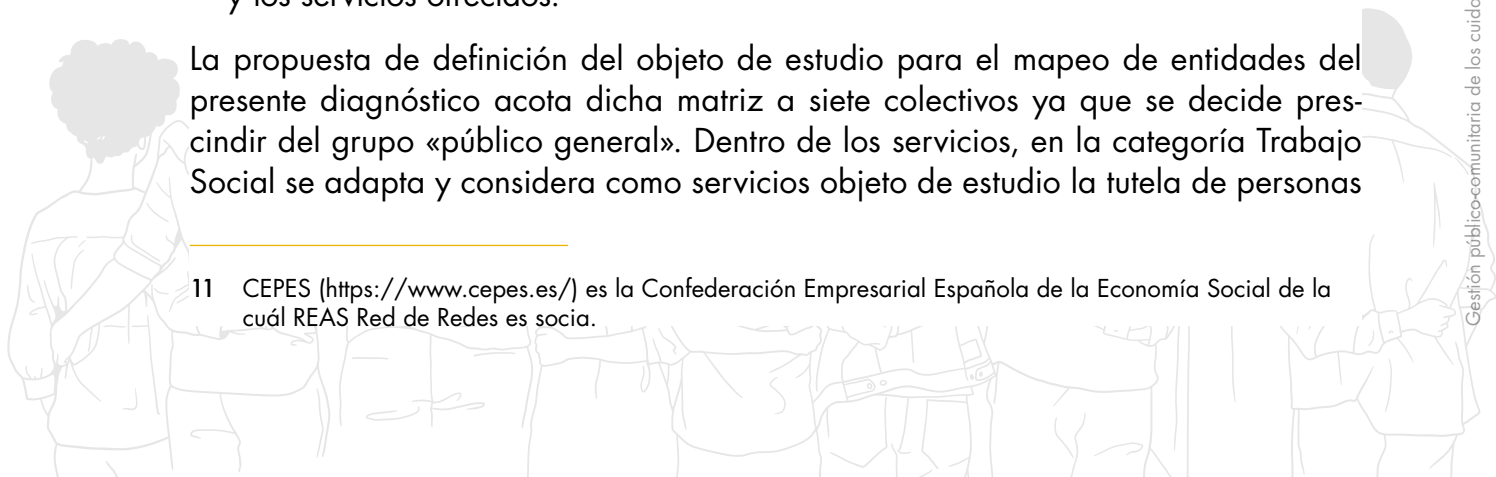 y los servicios ofrecidos.
La propuesta de definición del objeto de estudio para el mapeo de entidades del
presente diagnóstico acota dicha matriz a siete colectivos ya que se decide pres-
cindir del grupo «público general». Dentro de los servicios, en la categoría Trabajo
Social se adapta y considera como servicios objeto de estudio la tutela de personas
11 CEPES (https://www.cepes.es/) es la Confederación Empresarial Española de la Economía Social de la
cuál REAS Red de Redes es socia.
Gestión público-comunitaria de los